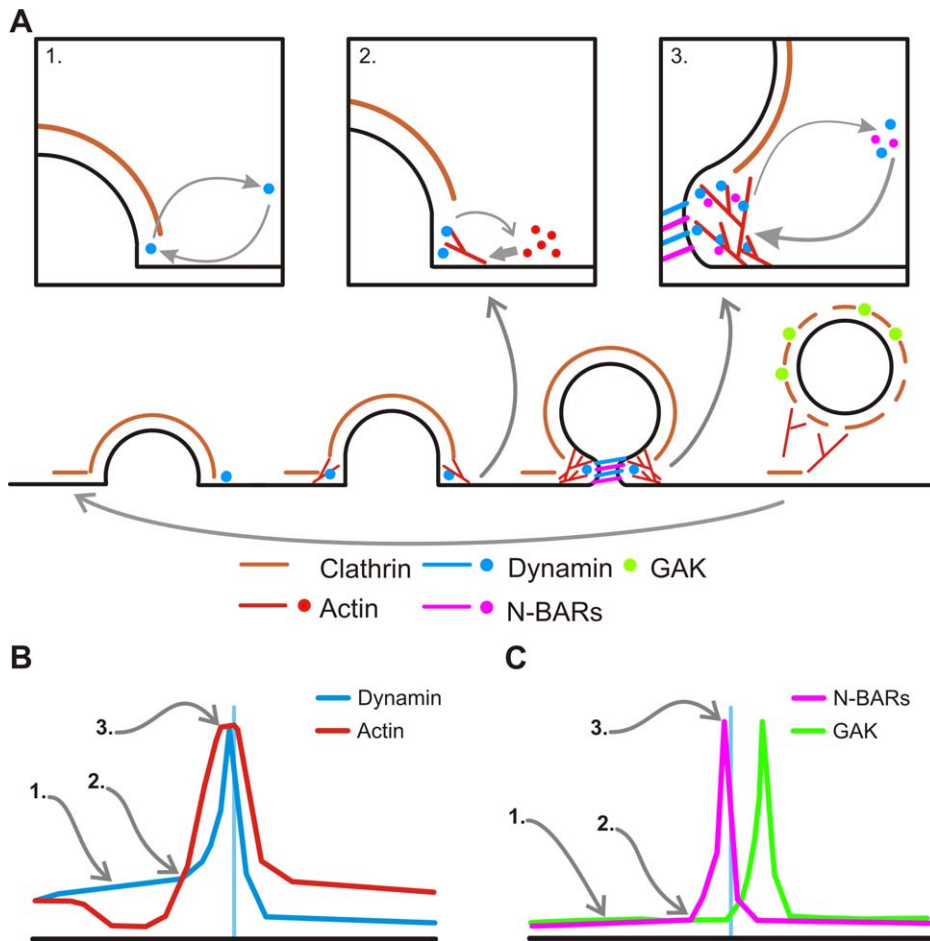 A
1.
2.
3.
Clathrin
Dynamin
GAK
Actin
N-BARs
B
Dynamin
Actin
3.
2.
1.
C
N-BARs
GAK
3.
1.
2.